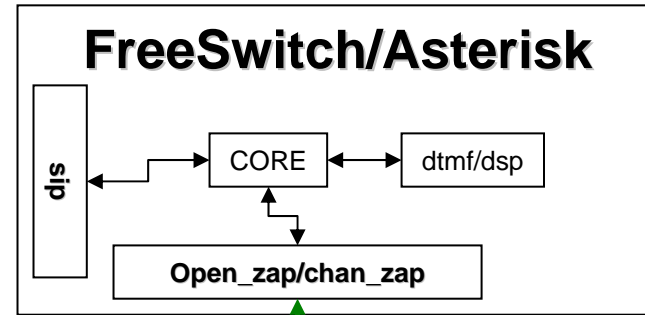 FreeSwitch/Asterisk
sip
CORE
dtmf/dsp
Open_zap/chan_zap